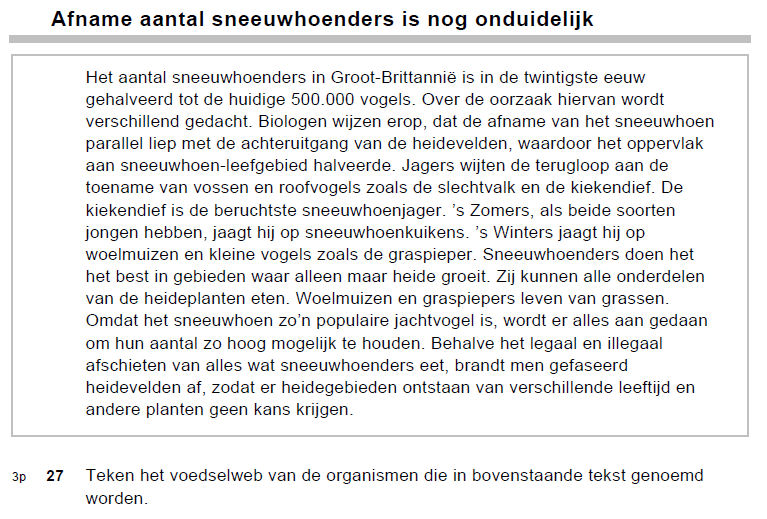 Afname aantal sneeuwhoenders is nog onduidelijk
Het aantal sneeuwhoenders in Groot-Brittannië is in de twintigste eeuw
gehalveerd tot de huidige 500.000 vogels. Over de oorzaak hiervan wordt
verschillend gedacht. Biologen wijzen erop, dat de afname van het sneeuwhoen
parallel liep met de achteruitgang van de heidevelden, waardoor het oppervlak
aan sneeuwhoen-leefgebied halveerde. Jagers wijten de terugloop aan de
toename van vossen en roofvogels zoals de slechtvalk en de kiekendief. De
kiekendief is de beruchtste sneeuwhoenjager. ’s Zomers, als beide soorten
jongen hebben, jaagt hij op sneeuwhoenkuikens. ’s Winters jaagt hij op
woelmuizen en kleine vogels zoals de graspieper. Sneeuwhoenders doen het
het best in gebieden waar alleen maar heide groeit. Zij kunnen alle onderdelen
van de heideplanten eten. Woelmuizen en graspiepers leven van grassen.
Omdat het sneeuwhoen zo’n populaire jachtvogel is, wordt er alles aan gedaan
om hun aantal zo hoog mogelijk te houden. Behalve het legaal en illegaal
afschieten van alles wat sneeuwhoenders eet, brandt men gefaseerd
heidevelden af, zodat er heidegebieden ontstaan van verschillende leeftijd en
andere planten geen kans krijgen.
3p 27 Teken het voedselweb van de organismen die in bovenstaande tekst genoemd
worden.